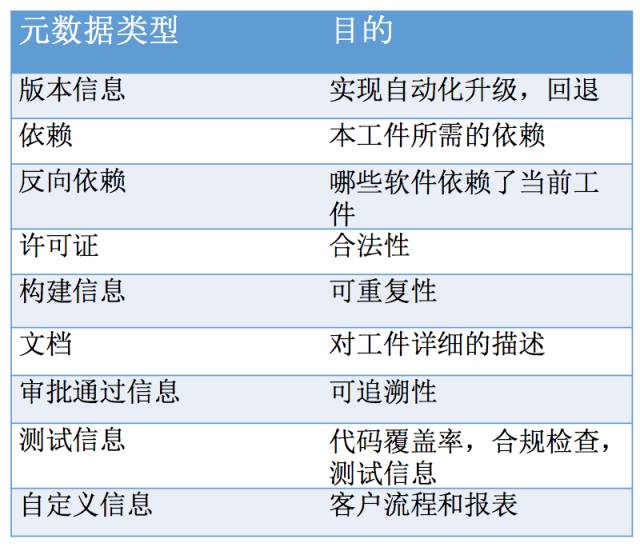 元数据类型 目的
版本信息 实现自动化升级，回退
依赖 本工件所需的依赖
反向依赖 哪些软件依赖了当前工
件
许可证 合法性
构建信息 可重复性
文档 对工件详细的描述
审批通过信息 可追溯性
测试信息 代码覆盖率，合规检查，
测试信息
自定义信息 客户流程和报表